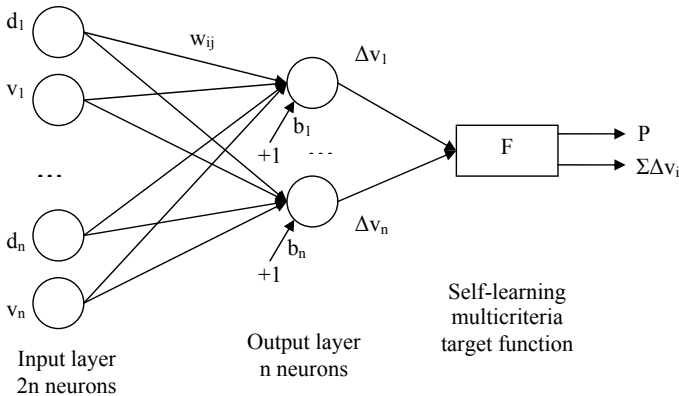 d₁
wᵢⱼ
Δv₁
v₁
b₁
+1
P
F
ΣΔvᵢ
...
...
dₙ
Δvₙ
bₙ
+1
vₙ
Self-learning
multicriteria
target function
Input layer
2n neurons
Output layer
n neurons